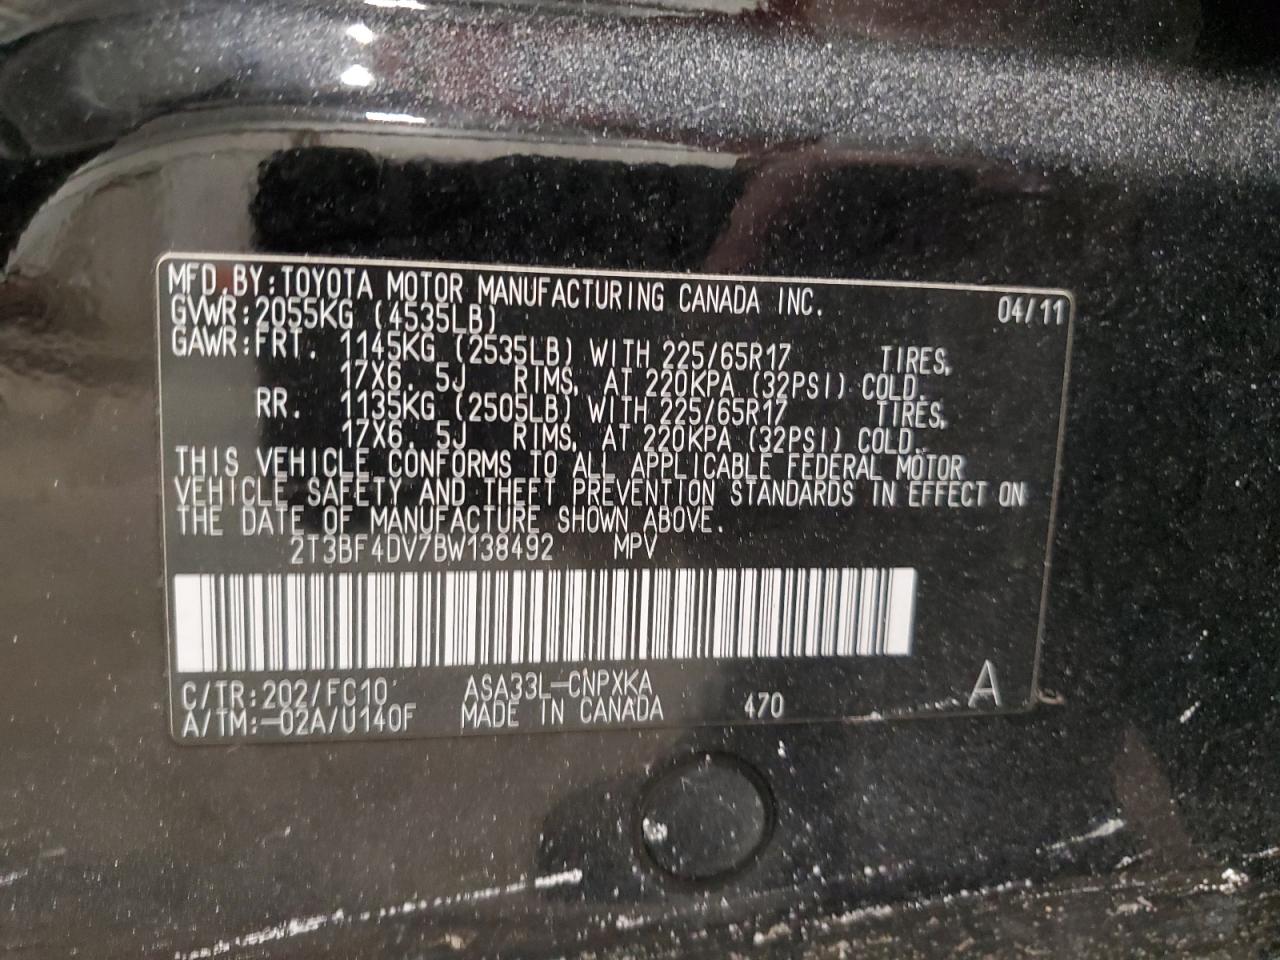 MFD.BY:TOYOTA MOTOR MANUFACTURING CANADA INC. 04/11
GVWR:2055KG (4535LB)
GAWR:FRT. 1145KG (2535LB) WITH 225/65R17 TIRES,
17X6.5J RIMS, AT 220KPA (32PSI) COLD.
RR. 1135KG (2505LB) WITH 225/65R17 TIRES,
17X6.5J RIMS, AT 220KPA (32PSI) COLD.
THIS VEHICLE CONFORMS TO ALL APPLICABLE FEDERAL MOTOR
VEHICLE SAFETY AND THEFT PREVENTION STANDARDS IN EFFECT ON
THE DATE OF MANUFACTURE SHOWN ABOVE.
2T3BF4DV7BW138492 MPV
C/TR:202/FC10 ASA33L-CNPXKA
A/TM:-02A/U140F MADE IN CANADA 470 A